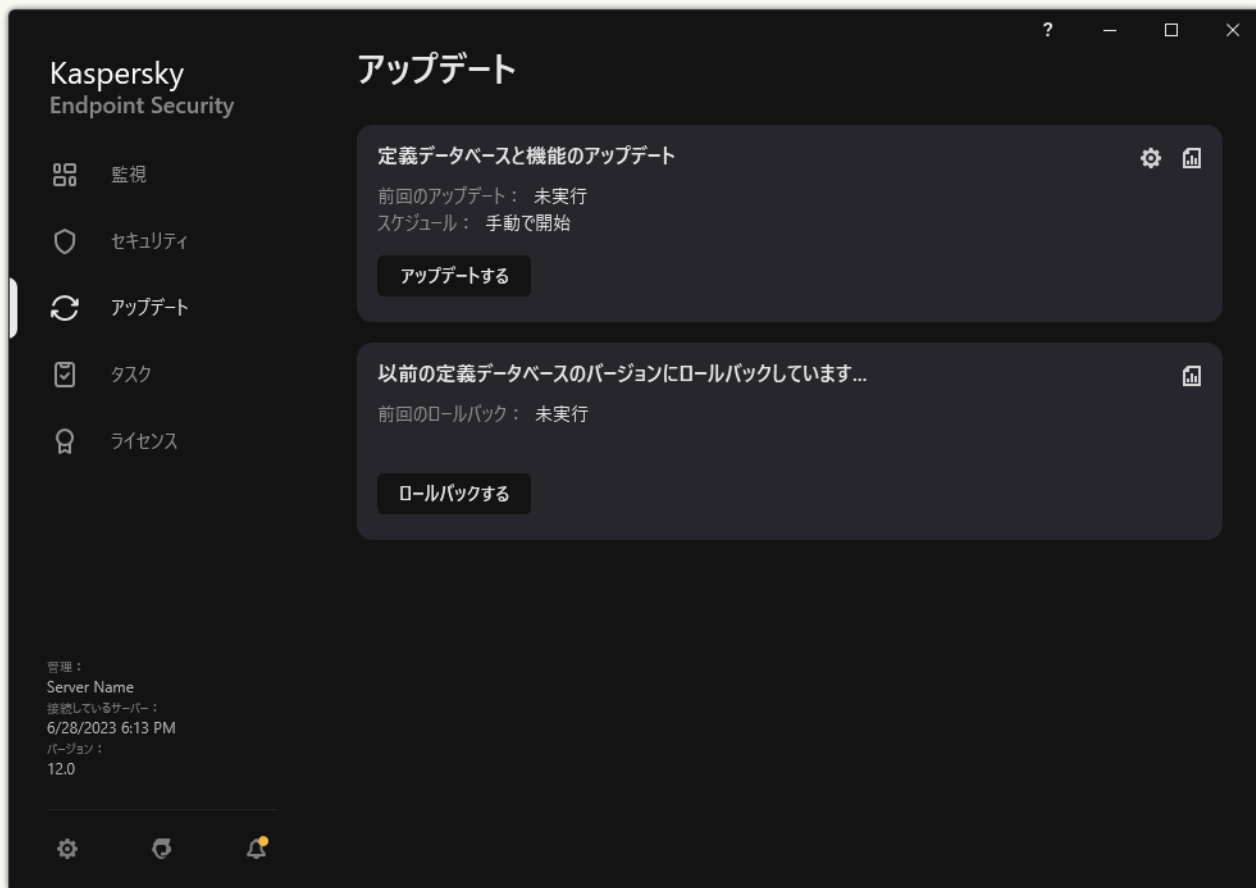 ?
Kaspersky
Endpoint Security
アップデート
監視
セキュリティ
アップデート
タスク
ライセンス
定義データベースと機能のアップデート
前回のアップデート： 未実行
スケジュール： 手動で開始
アップデートする
以前の定義データベースのバージョンにロールバックしています...
前回のロールバック： 未実行
ロールバックする
管理：
Server Name
接続しているサーバー：
6/28/2023 6:13 PM
バージョン：
12.0